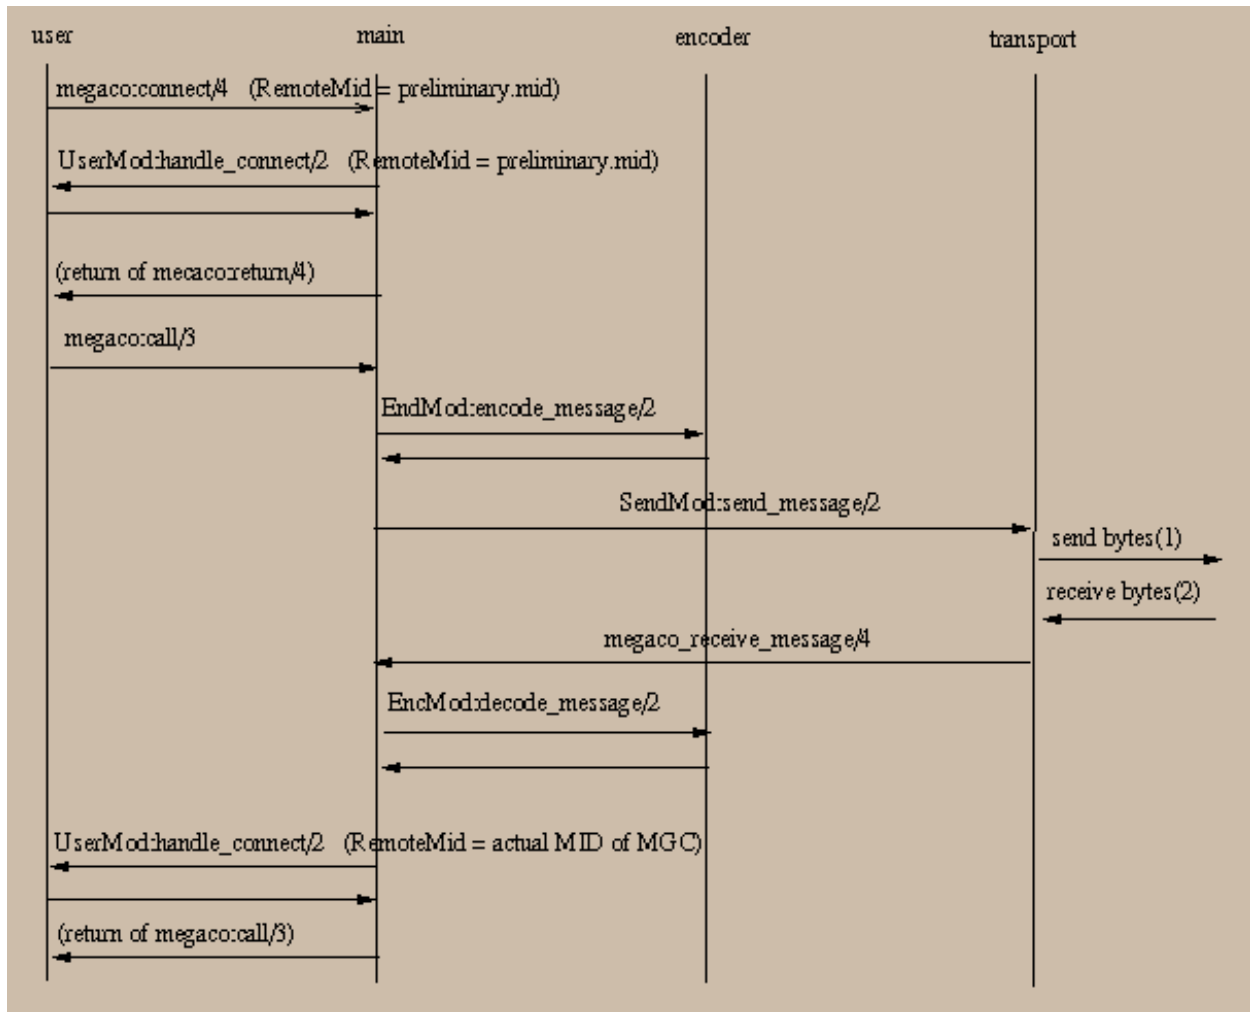 user main encoder transport
megaco:connect/4 (RemoteMid = preliminary.mid)
UserMod:handle_connect/2 (RemoteMid = preliminary.mid)
(return of mecaco:return/4)
megaco:call/3
EndMod:encode_message/2
SendMod:send_message/2
send bytes(1)
receive bytes(2)
megaco_receive_message/4
EncMod:decode_message/2
UserMod:handle_connect/2 (RemoteMid = actual MID of MGC)
(return of megaco:call/3)